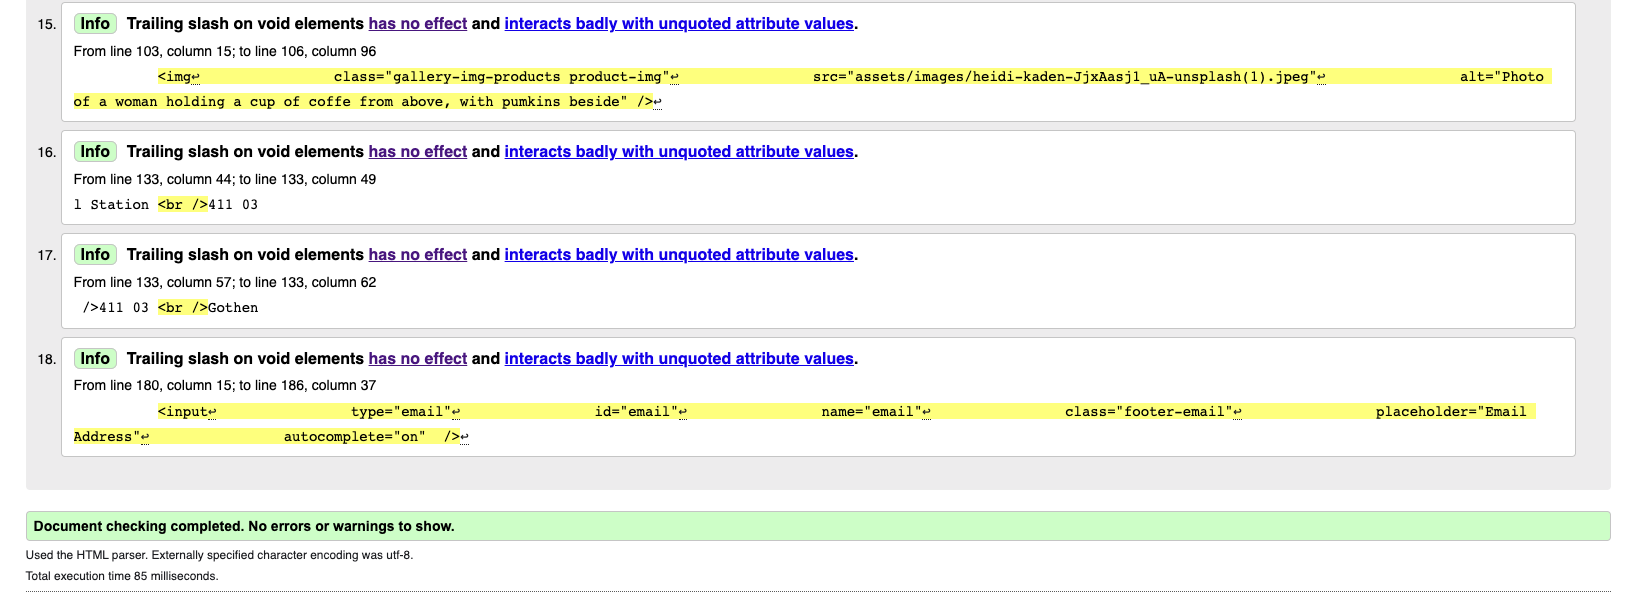 15. Info Trailing slash on void elements has no effect and interacts badly with unquoted attribute values.
From line 103, column 15; to line 106, column 96
<img↩ class="gallery-img-products product-img"↩ src="assets/images/heidi-kaden-JjxAasj1_uA-unsplash(1).jpeg"↩ alt="Photo
of a woman holding a cup of coffe from above, with pumkins beside" />↩
16. Info Trailing slash on void elements has no effect and interacts badly with unquoted attribute values.
From line 133, column 44; to line 133, column 49
l Station <br />411 03
17. Info Trailing slash on void elements has no effect and interacts badly with unquoted attribute values.
From line 133, column 57; to line 133, column 62
/>411 03 <br />Gothen
18. Info Trailing slash on void elements has no effect and interacts badly with unquoted attribute values.
From line 180, column 15; to line 186, column 37
<input↩ type="email"↩ id="email"↩ name="email"↩ class="footer-email"↩ placeholder="Email
Address"↩ autocomplete="on" />↩
Document checking completed. No errors or warnings to show.
Used the HTML parser. Externally specified character encoding was utf-8.
Total execution time 85 milliseconds.